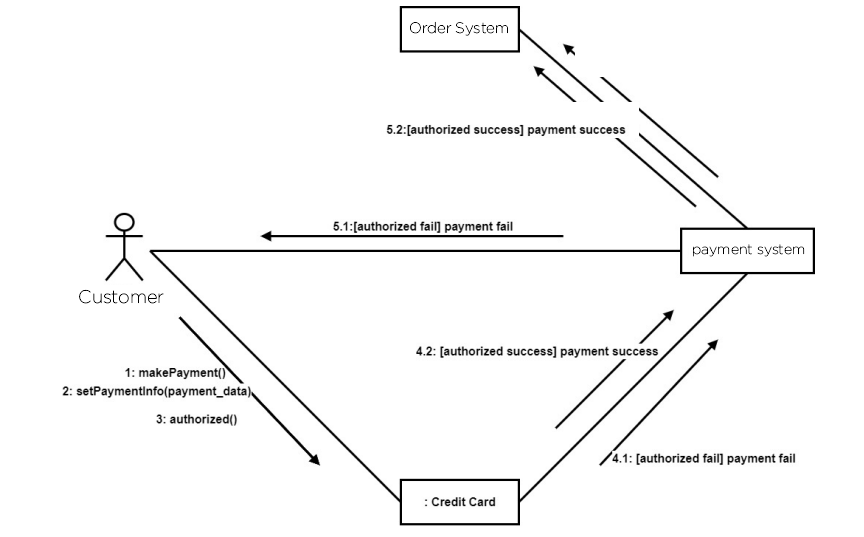 Order System
5.2:[authorized success] payment success
5.1:[authorized fail] payment fail
payment system
Customer
4.2: [authorized success] payment success
1: makePayment()
2: setPaymentInfo(payment_data)
3: authorized()
4.1: [authorized fail] payment fail
: Credit Card